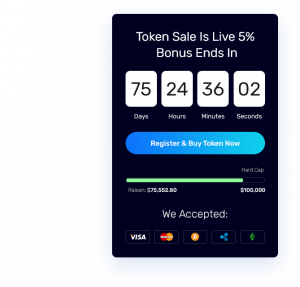 Token Sale Is Live 5%
Bonus Ends In
75 24 36 02
Days Hours Minutes Seconds
Register & Buy Token Now
Hard Cap
Raisen: $75,552.80 $100,000
We Accepted:
VISA